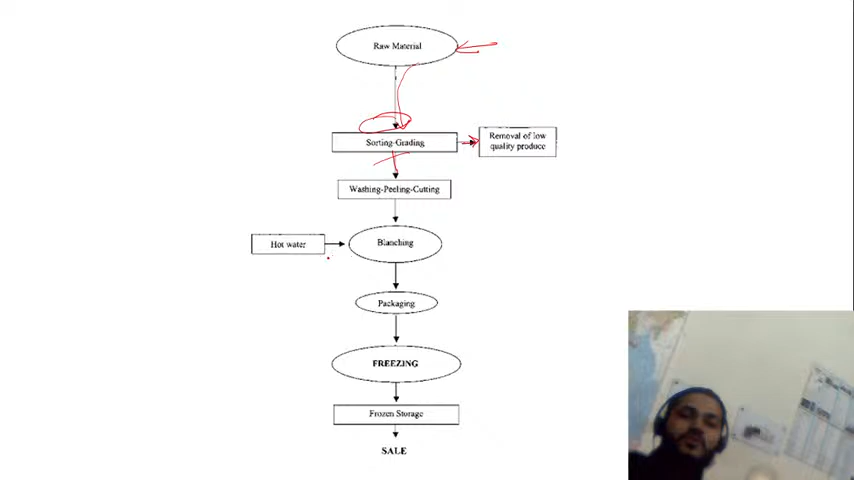 Raw Material
Sorting-Grading
Removal of low
quality produce
Washing-Peeling-Cutting
Hot water
Blanching
Packaging
FREEZING
Frozen Storage
SALE